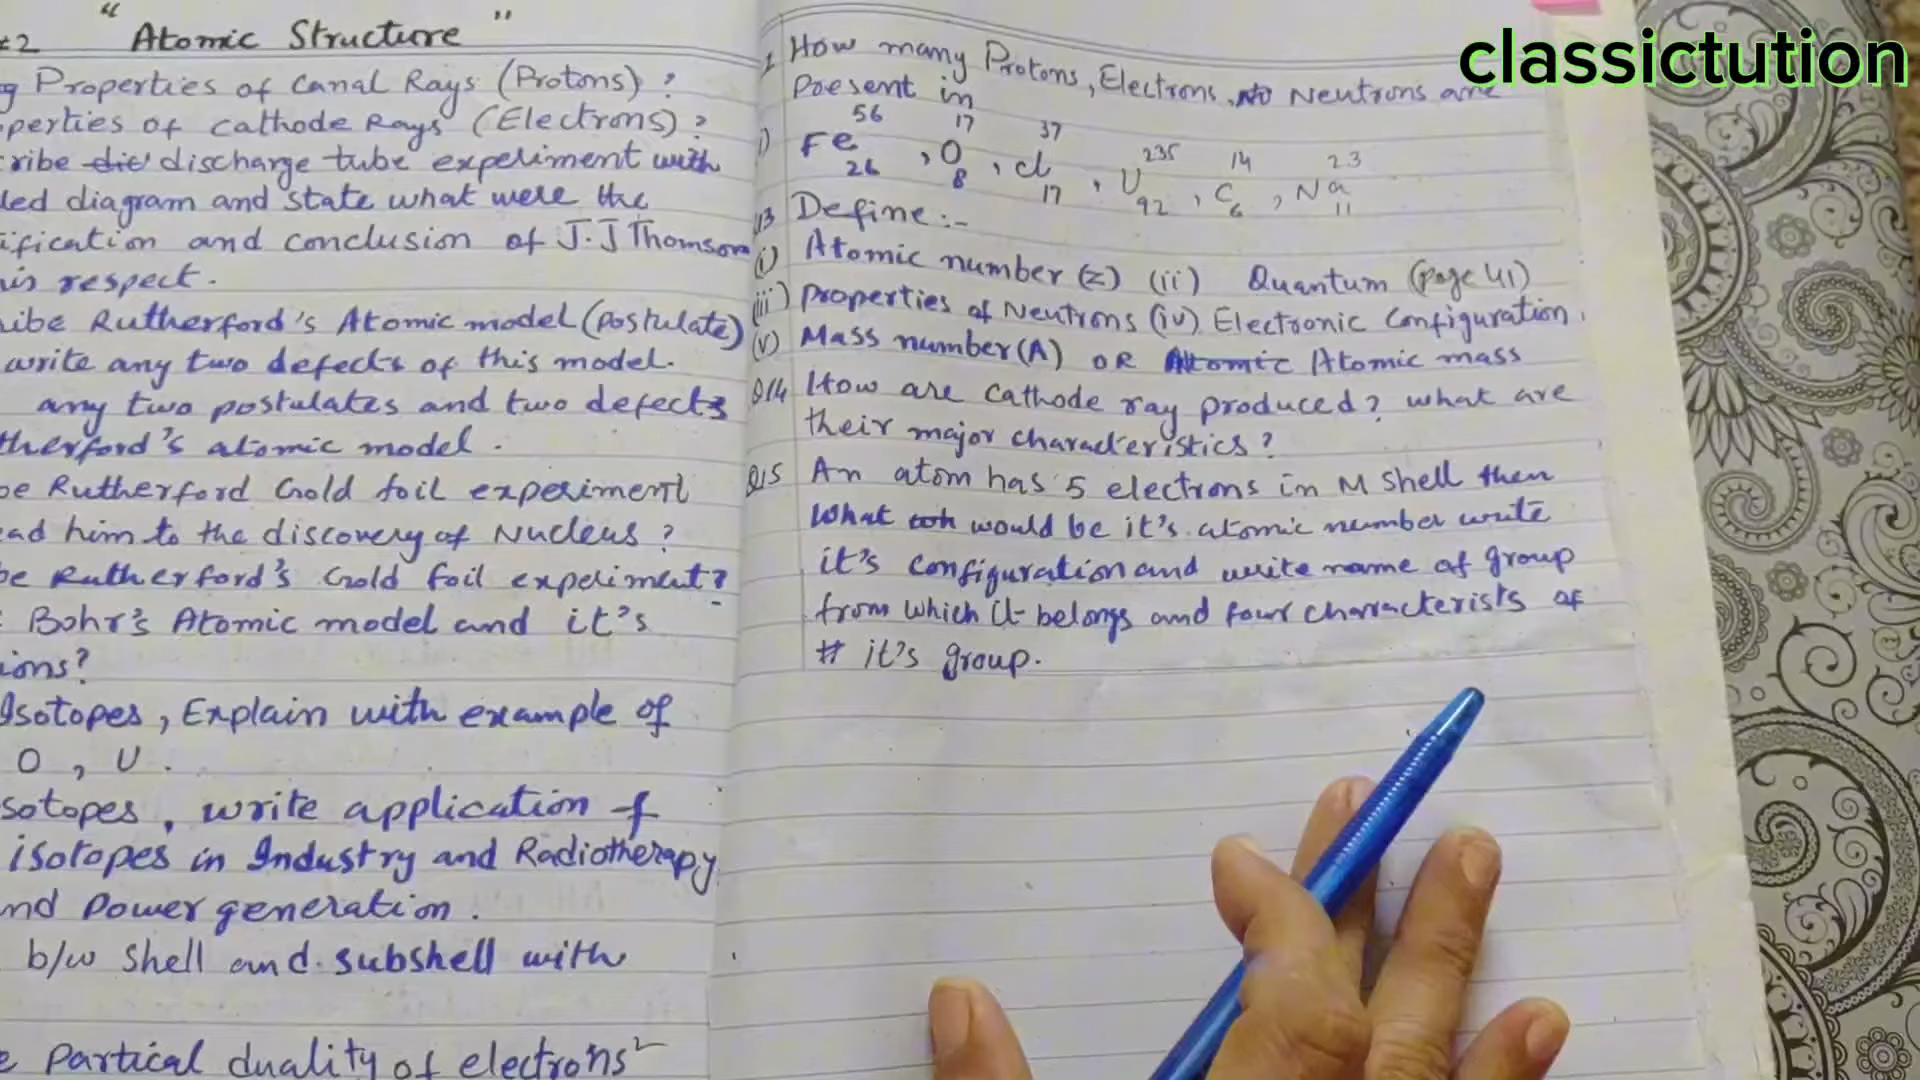 " Atomic Structure "
Properties of Canal Rays (Protons) ?
perties of Cathode Rays (Electrons) ?
cribe discharge tube experiment with
led diagram and state what were the
ification and conclusion of J.J Thomson
his respect.
ribe Rutherford's Atomic model (postulate)
write any two defects of this model.
any two postulates and two defects
therford's atomic model.
be Rutherford Gold foil experiment
ead him to the discovery of Nucleus ?
be Rutherford's Gold foil experiment?
Bohr's Atomic model and it's
ions?
Isotopes, Explain with example of
O, U.
sotopes, write application of
isotopes in Industry and Radiotherapy
nd Power generation.
b/w shell and subshell with
e Partical duality of electrons
classictution
How many Protons, Electrons, No Neutrons are
Present in
i) Fe 56 26, O 17 8, Cl 37 17, U 235 92, C 14 6, Na 23 11
13 Define :-
(i) Atomic number (z) (ii) Quantum (page 41)
(iii) Properties of Neutrons (iv) Electronic Configuration.
(v) Mass number (A) OR Atomic Atomic mass
Q14 How are cathode ray produced? what are
their major characteristics?
Q15 An atom has 5 electrons in M shell then
What would be it's atomic number write
it's configuration and write name of group
from which it belongs and four characterists of
it's group.